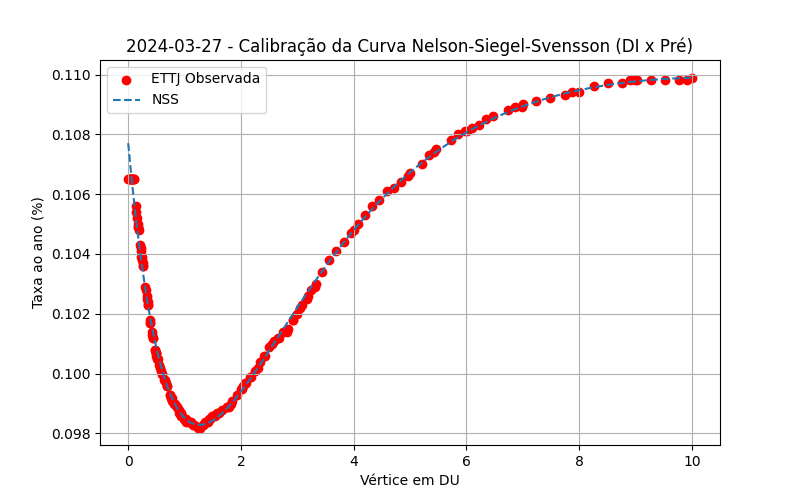 2024-03-27 - Calibração da Curva Nelson-Siegel-Svensson (DI x Pré)
ETTJ Observada
NSS
Taxa ao ano (%)
0.110
0.108
0.106
0.104
0.102
0.100
0.098
0 2 4 6 8 10
Vértice em DU